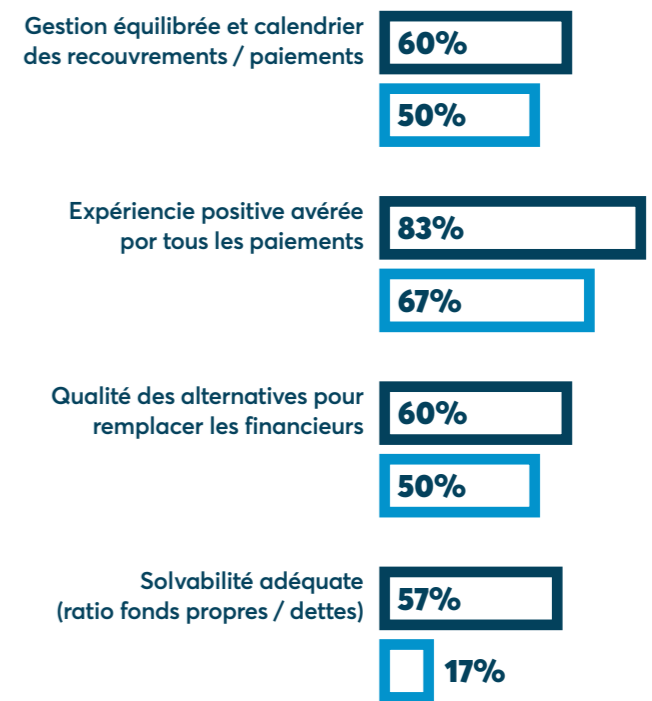 Gestion équilibrée et calendrier
des recouvrements / paiements
60%
50%
Expériencie positive avérée
por tous les paiements
83%
67%
Qualité des alternatives pour
remplacer les financieurs
60%
50%
Solvabilité adéquate
(ratio fonds propres / dettes)
57%
17%